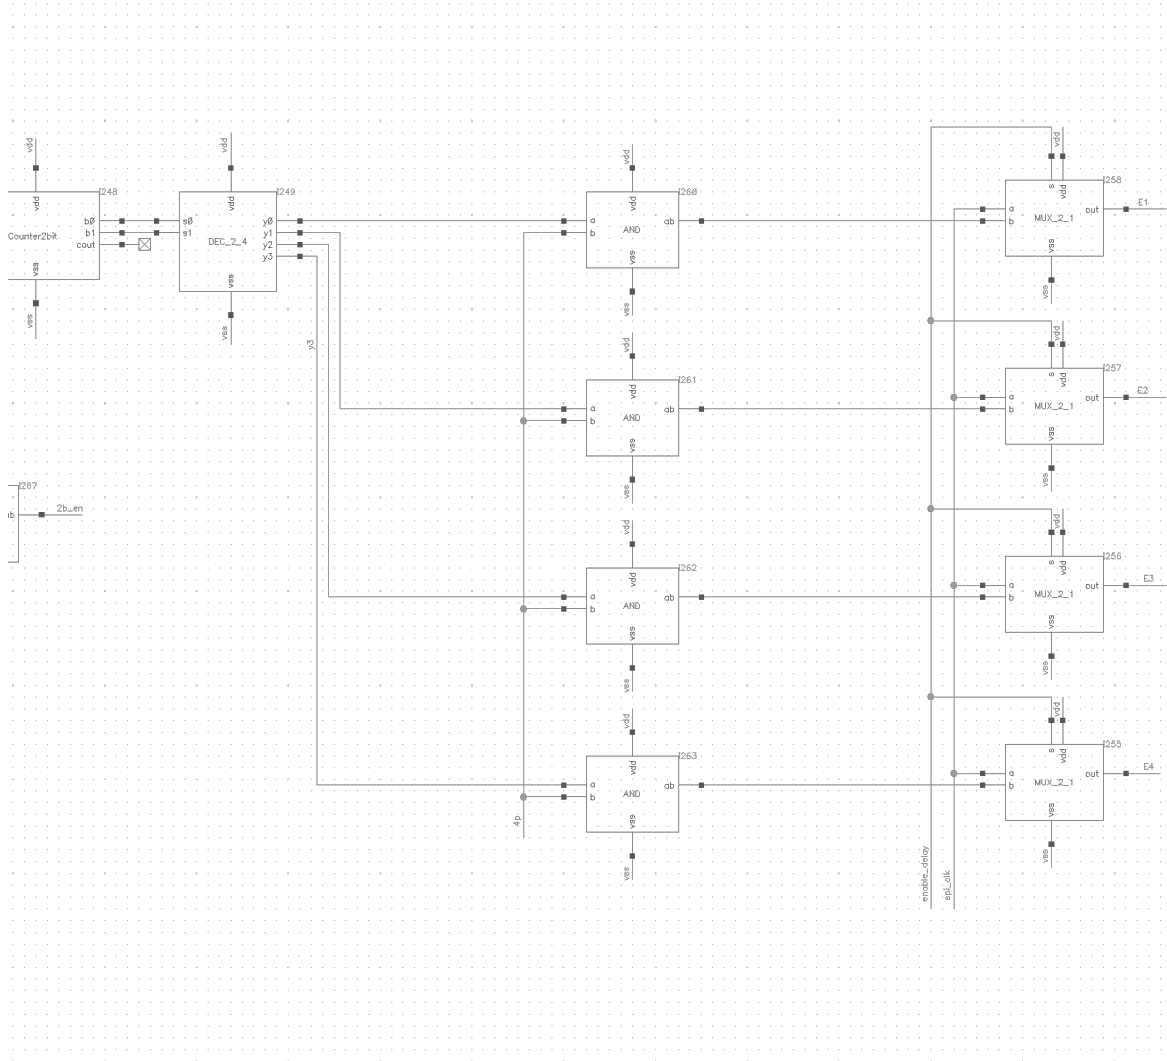 vdd
I248
vdd
b0
b1
cout
Counter2bit
vss
vss
vdd
I249
vdd
s0
s1
DEC_2_4
y0
y1
y2
y3
vss
vss
y3
I267
ab
2b_en
vdd
I260
vdd
a
b
AND
ab
vss
vss
vdd
I261
vdd
a
b
AND
ab
vss
vss
vdd
I262
vdd
a
b
AND
ab
vss
vss
vdd
I263
vdd
a
b
AND
ab
vss
vss
4p
vdd
I258
s
vdd
a
b
MUX_2_1
out
E1
vss
vss
vdd
I257
s
vdd
a
b
MUX_2_1
out
E2
vss
vss
vdd
I256
s
vdd
a
b
MUX_2_1
out
E3
vss
vss
vdd
I255
s
vdd
a
b
MUX_2_1
out
E4
vss
vss
enable_delay
spi_clk